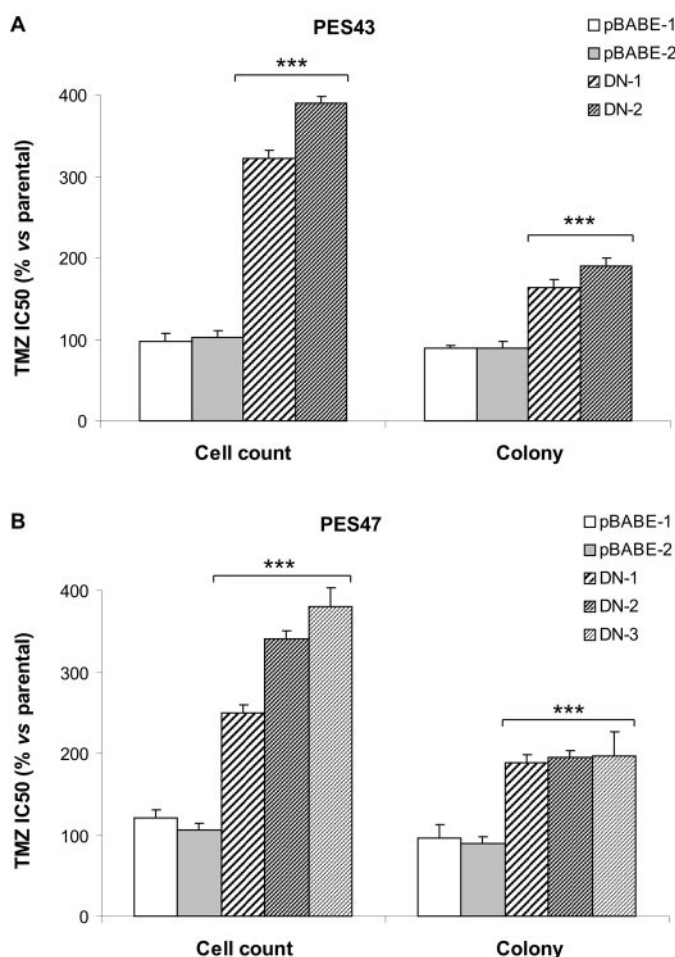 A
PES43
pBABE-1
pBABE-2
DN-1
DN-2
***
***
TMZ IC50 (% vs parental)
400
300
200
100
0
Cell count
Colony
B
PES47
pBABE-1
pBABE-2
DN-1
DN-2
DN-3
***
***
TMZ IC50 (% vs parental)
400
300
200
100
0
Cell count
Colony